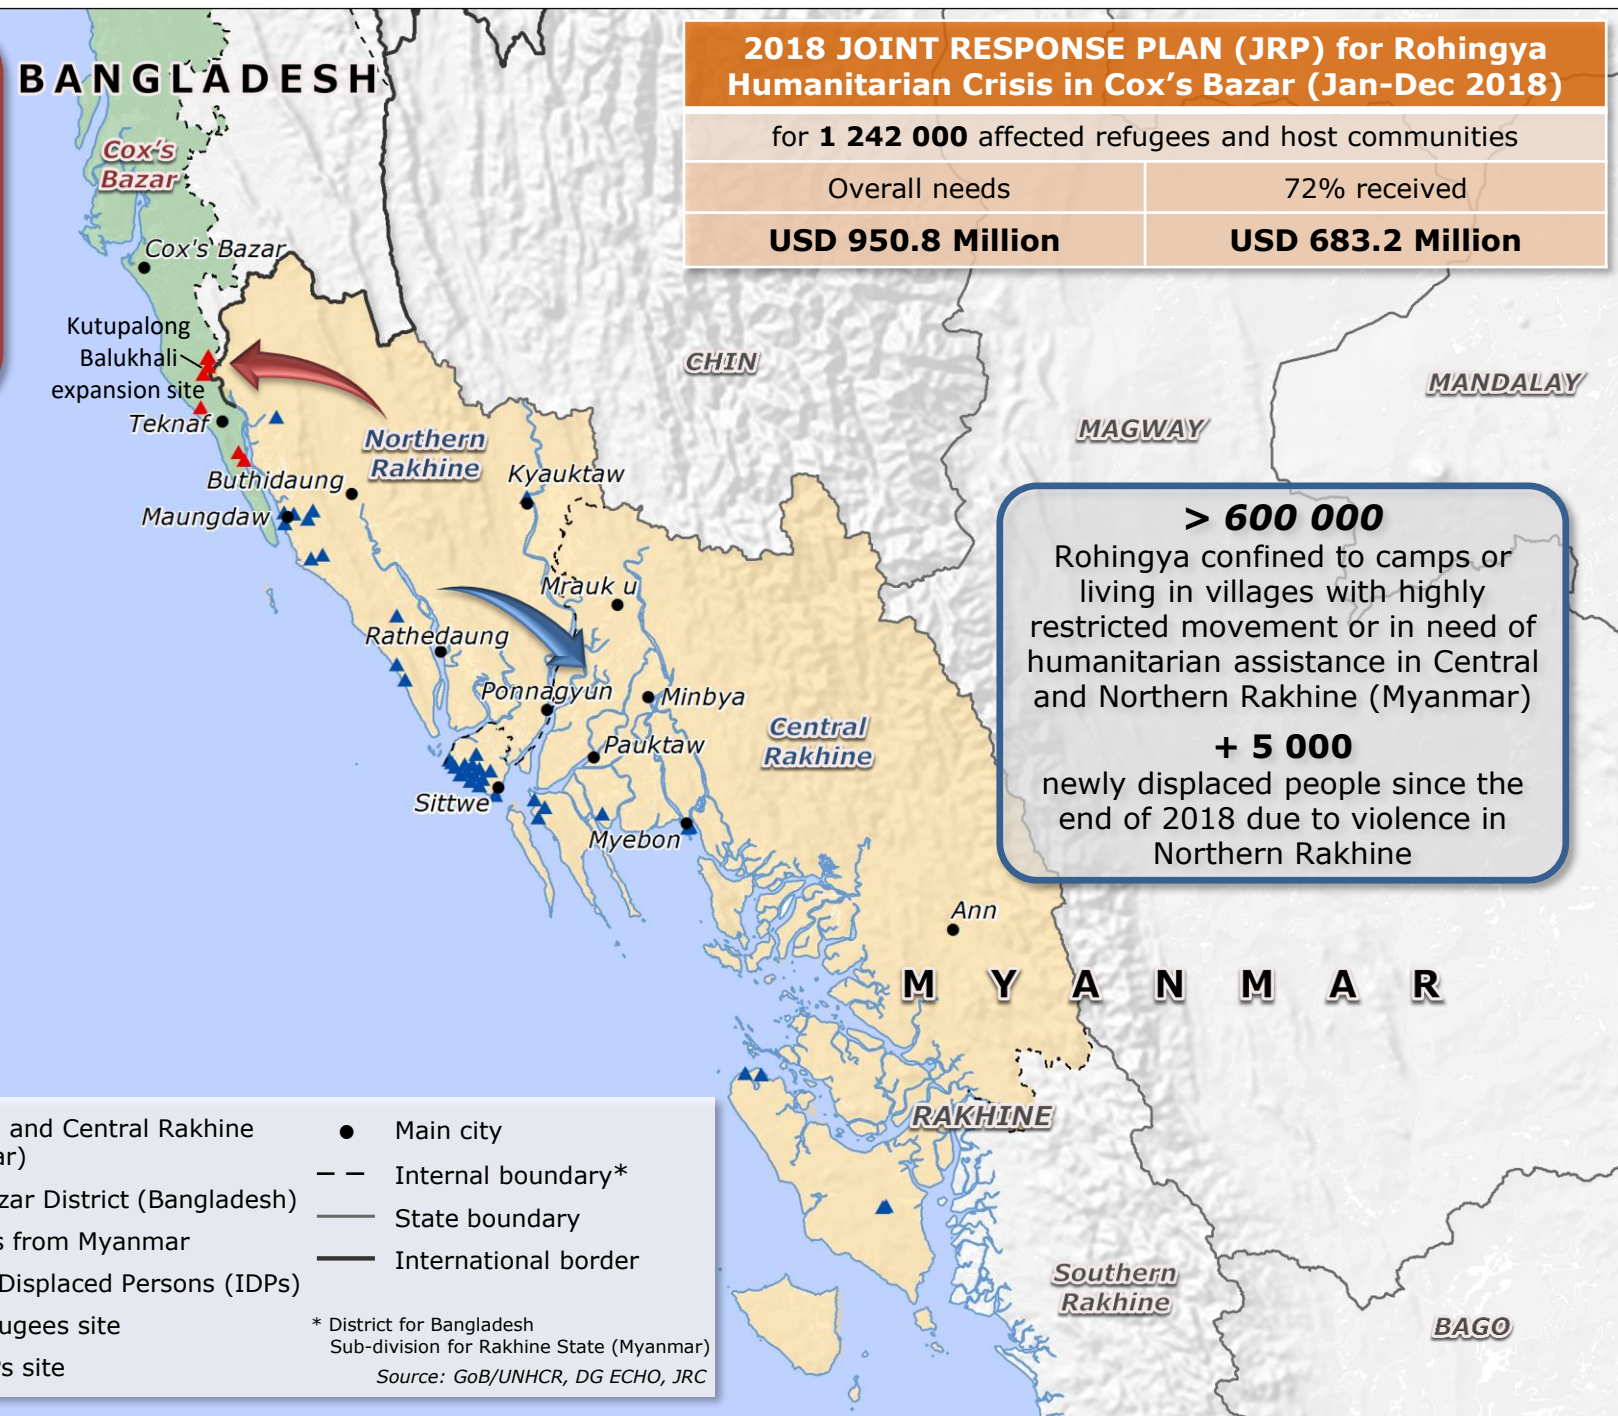 BANGLADESH
2018 JOINT RESPONSE PLAN (JRP) for Rohingya
Humanitarian Crisis in Cox's Bazar (Jan-Dec 2018)
for 1 242 000 affected refugees and host communities
Overall needs
72% received
USD 950.8 Million
USD 683.2 Million
Cox's
Bazar
Cox's Bazar
Kutupalong
Balukhali
expansion site
Teknaf
CHIN
MANDALAY
MAGWAY
Northern
Rakhine
Buthidaung
Kyauktaw
Maungdaw
Mrauk u
Rathedaung
Ponnagyun
Minbya
Pauktaw
Central
Rakhine
Sittwe
Myebon
> 600 000
Rohingya confined to camps or
living in villages with highly
restricted movement or in need of
humanitarian assistance in Central
and Northern Rakhine (Myanmar)
+ 5 000
newly displaced people since the
end of 2018 due to violence in
Northern Rakhine
Ann
MYANMAR
RAKHINE
Southern
Rakhine
BAGO
and Central Rakhine
ar)
zar District (Bangladesh)
s from Myanmar
Displaced Persons (IDPs)
ugees site
s site
Main city
Internal boundary*
State boundary
International border
* District for Bangladesh
Sub-division for Rakhine State (Myanmar)
Source: GoB/UNHCR, DG ECHO, JRC